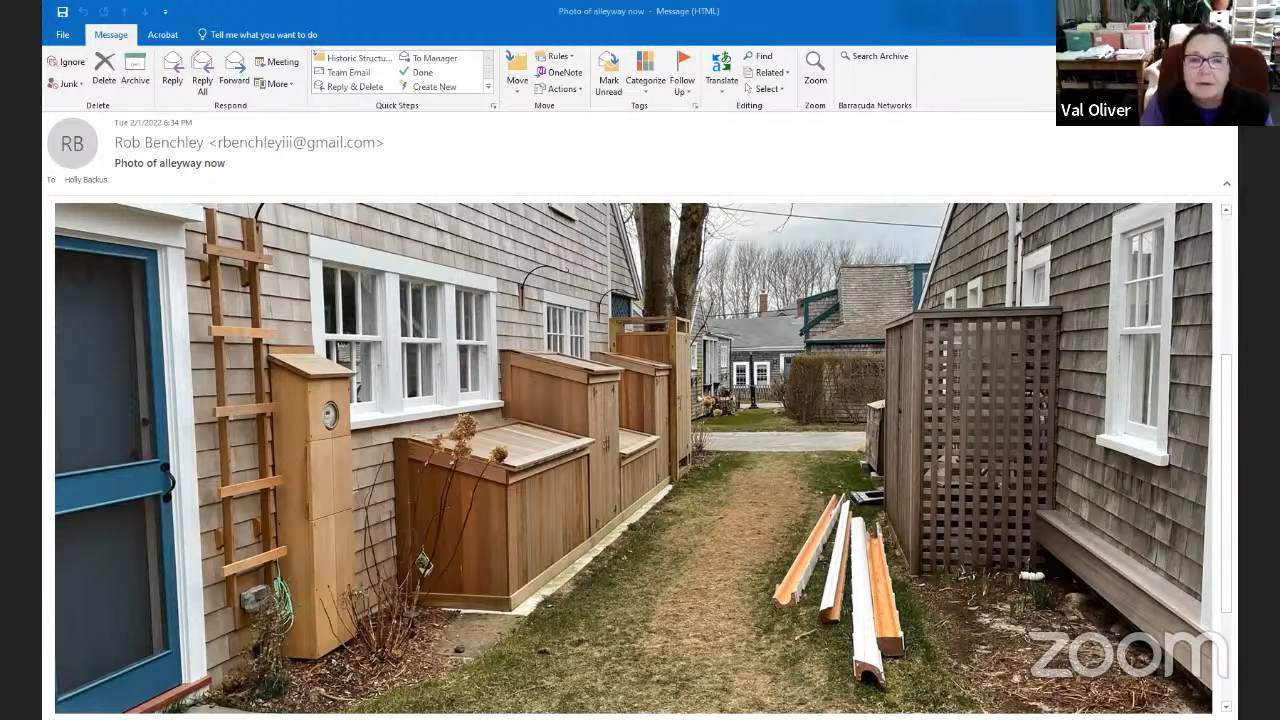 Photo of alleyway now - Message (HTML)
File Message Acrobat Tell me what you want to do
Ignore
Junk
Delete
Archive
Reply
Reply All
Forward
Meeting
More
Historic Structu...
Team Email
Reply & Delete
To Manager
Done
Create New
Move
Rules
OneNote
Actions
Mark Unread
Categorize
Follow Up
Translate
Find
Related
Select
Zoom
Search Archive
Delete Respond Quick Steps Move Tags Editing Zoom Barracuda Networks
Val Oliver
RB
Tue 2/1/2022 6:34 PM
Rob Benchley <rbenchleyiii@gmail.com>
Photo of alleyway now
To Holly Backus
zoom